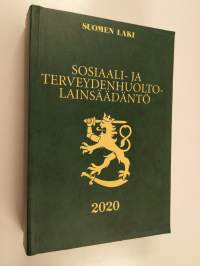 SUOMEN LAKI
SOSIAALI- JA
TERVEYDENHUOLTO-
LAINSÄÄDÄNTÖ
2020